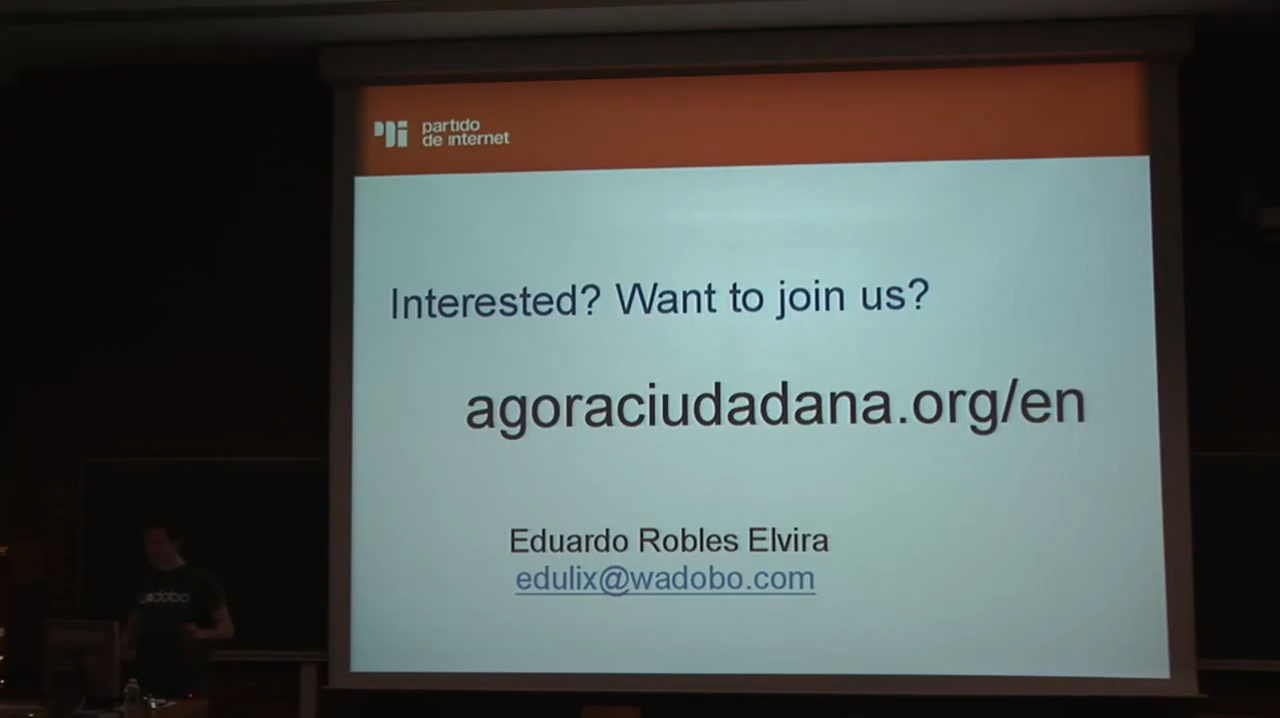 partido
de internet
Interested? Want to join us?
agoraciudadana.org/en
Eduardo Robles Elvira
edulix@wadobo.com
wadobo